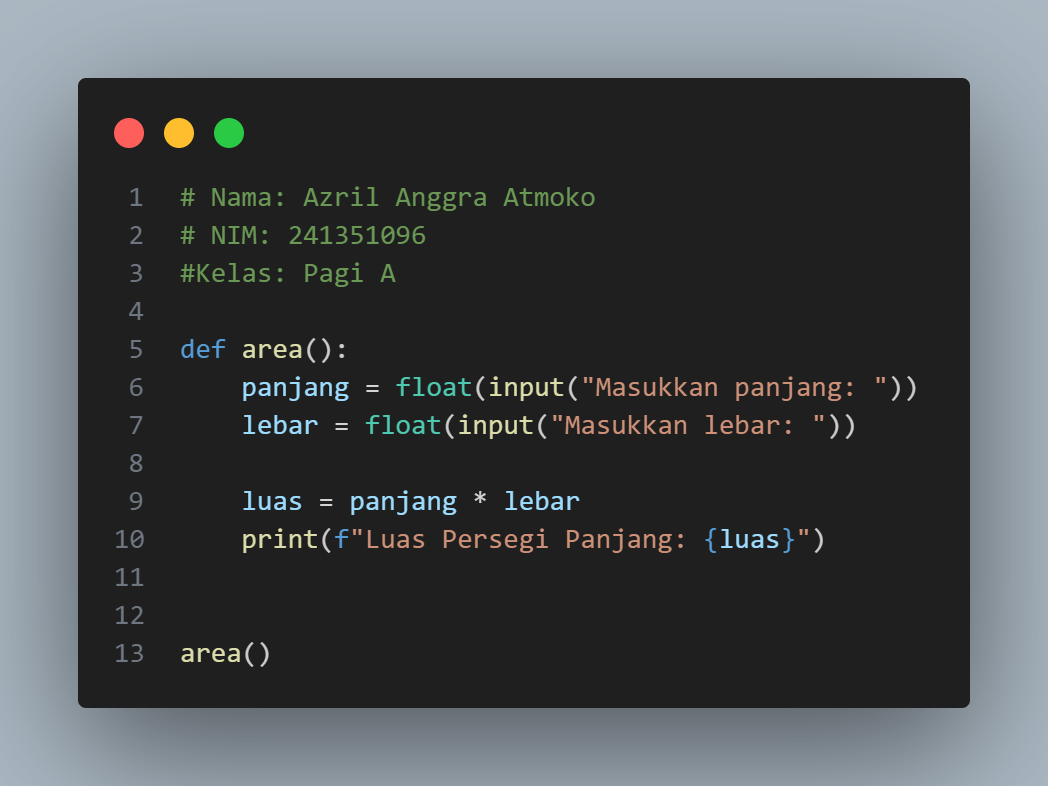 1 # Nama: Azril Anggra Atmoko
2 # NIM: 241351096
3 #Kelas: Pagi A
4
5 def area():
6     panjang = float(input("Masukkan panjang: "))
7     lebar = float(input("Masukkan lebar: "))
8
9     luas = panjang * lebar
10     print(f"Luas Persegi Panjang: {luas}")
11
12
13 area()